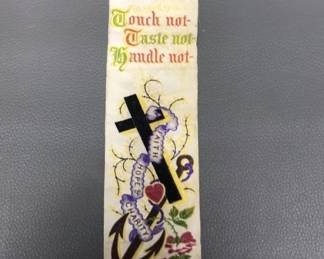 Touch not-
Taste not-
Handle not-
FAITH
HOPE &
CHARITY